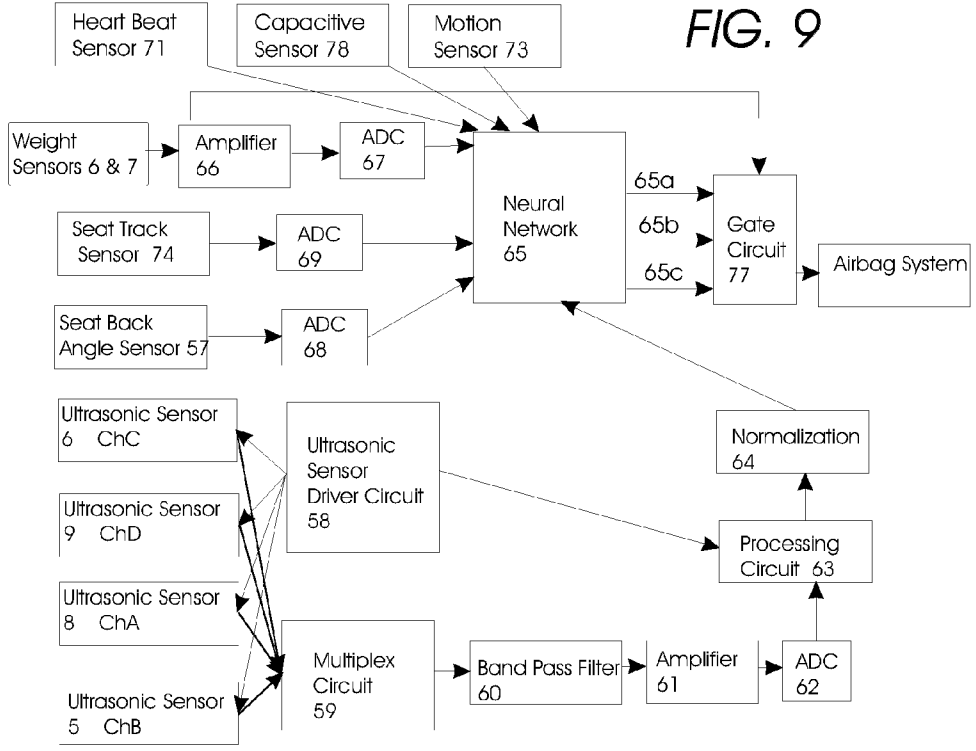 Heart Beat
Sensor 71
Capacitive
Sensor 78
Motion
Sensor 73
FIG. 9
Weight
Sensors 6 & 7
Amplifier
66
ADC
67
Neural
Network
65
65a
65b
65c
Gate
Circuit
77
Airbag System
Seat Track
Sensor 74
ADC
69
Seat Back
Angle Sensor 57
ADC
68
Ultrasonic Sensor
6 ChC
Ultrasonic Sensor
9 ChD
Ultrasonic Sensor
8 ChA
Ultrasonic Sensor
5 ChB
Ultrasonic
Sensor
Driver Circuit
58
Normalization
64
Processing
Circuit 63
Multiplex
Circuit
59
Band Pass Filter
60
Amplifier
61
ADC
62